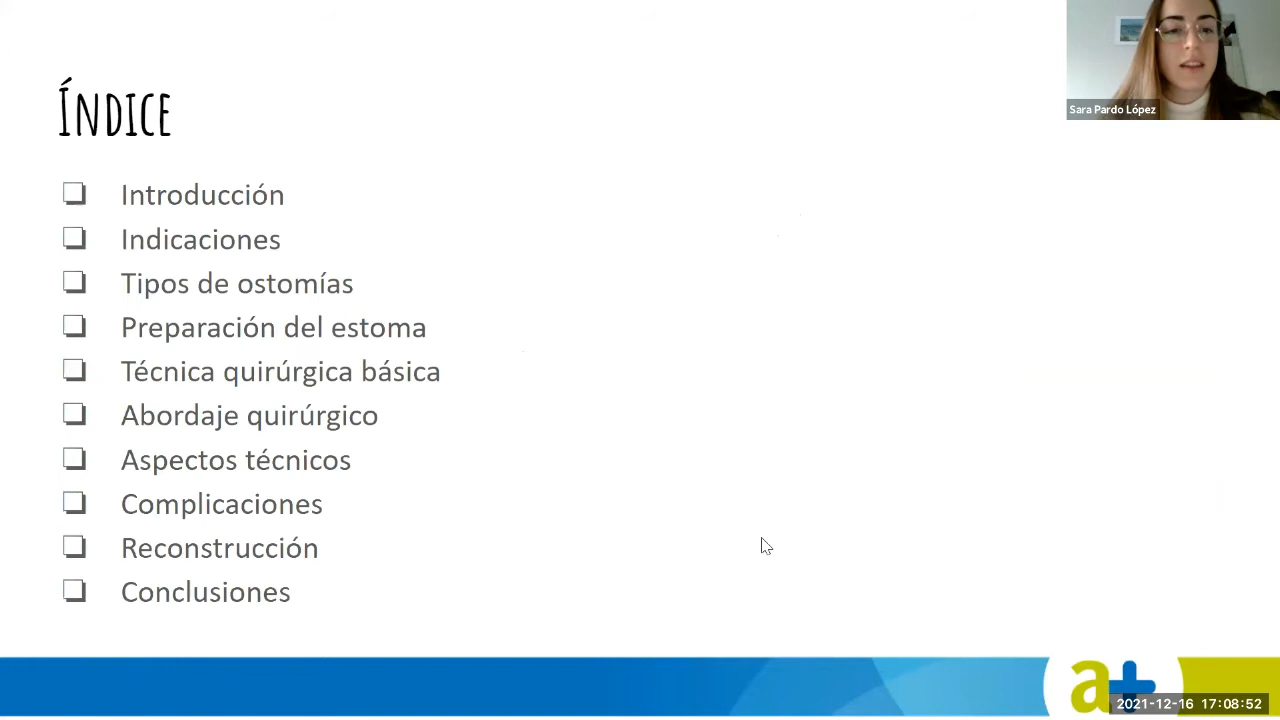 Índice
Introducción
Indicaciones
Tipos de ostomías
Preparación del estoma
Técnica quirúrgica básica
Abordaje quirúrgico
Aspectos técnicos
Complicaciones
Reconstrucción
Conclusiones
Sara Pardo López
a+
2021-12-16 17:08:52